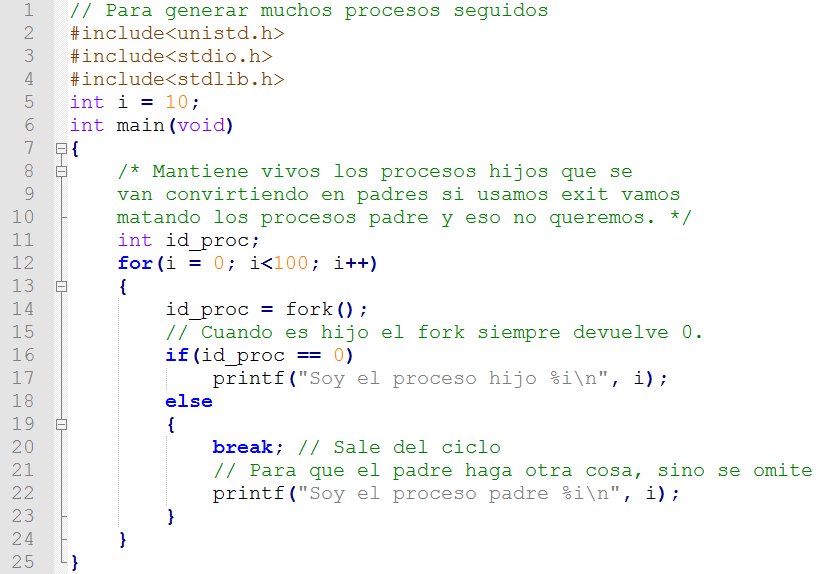 1 // Para generar muchos procesos seguidos
2 #include<unistd.h>
3 #include<stdio.h>
4 #include<stdlib.h>
5 int i = 10;
6 int main(void)
7 {
8 /* Mantiene vivos los procesos hijos que se
9 van convirtiendo en padres si usamos exit vamos
10 matando los procesos padre y eso no queremos. */
11 int id_proc;
12 for(i = 0; i<100; i++)
13 {
14 id_proc = fork();
15 // Cuando es hijo el fork siempre devuelve 0.
16 if(id_proc == 0)
17 printf("Soy el proceso hijo %i\n", i);
18 else
19 {
20 break; // Sale del ciclo
21 // Para que el padre haga otra cosa, sino se omite
22 printf("Soy el proceso padre %i\n", i);
23 }
24 }
25 }